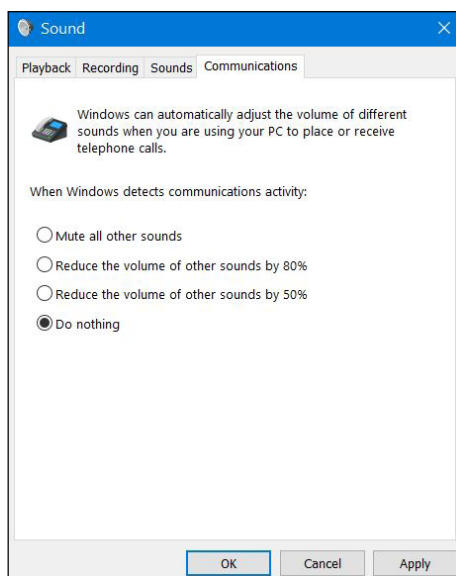 Sound
Playback Recording Sounds Communications
Windows can automatically adjust the volume of different
sounds when you are using your PC to place or receive
telephone calls.
When Windows detects communications activity:
Mute all other sounds
Reduce the volume of other sounds by 80%
Reduce the volume of other sounds by 50%
Do nothing
OK Cancel Apply